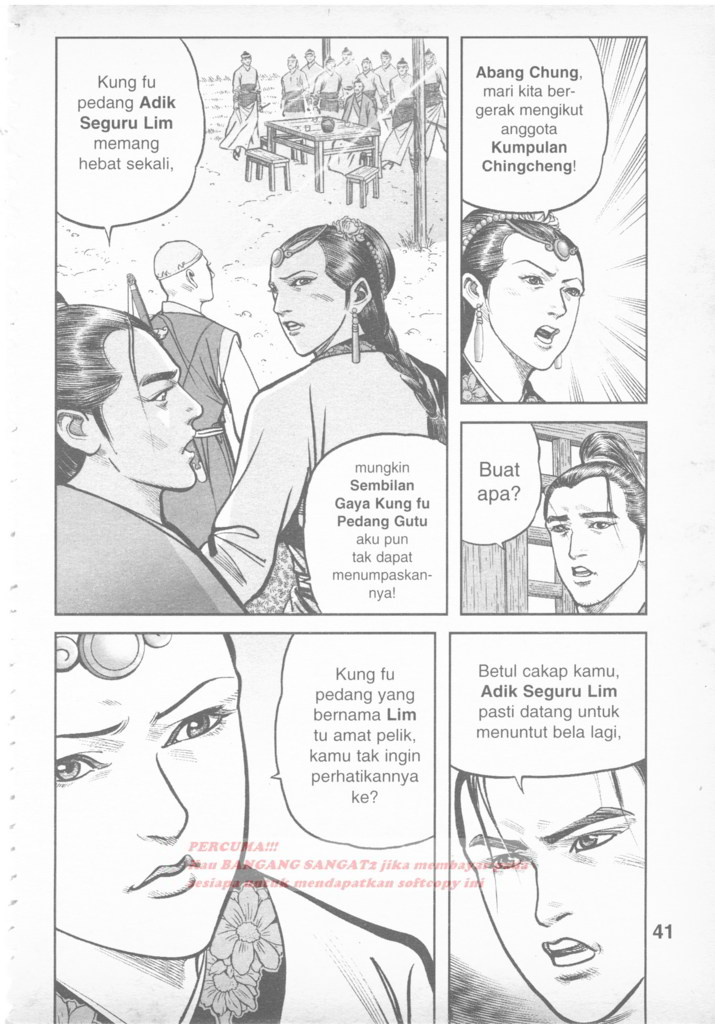 Kung fu
pedang Adik
Seguru Lim
memang
hebat sekali,
mungkin
Sembilan
Gaya Kung fu
Pedang Gutu
aku pun
tak dapat
menumpaskan-
nya!
Abang Chung,
mari kita ber-
gerak mengikut
anggota
Kumpulan
Chingcheng!
Buat
apa?
Kung fu
pedang yang
bernama Lim
tu amat pelik,
kamu tak ingin
perhatikannya
ke?
Betul cakap kamu,
Adik Seguru Lim
pasti datang untuk
menuntut bela lagi,
PERCUMA!!!
BANGANG SANGAT2 jika
untuk mendapatkan softcopy ini
41